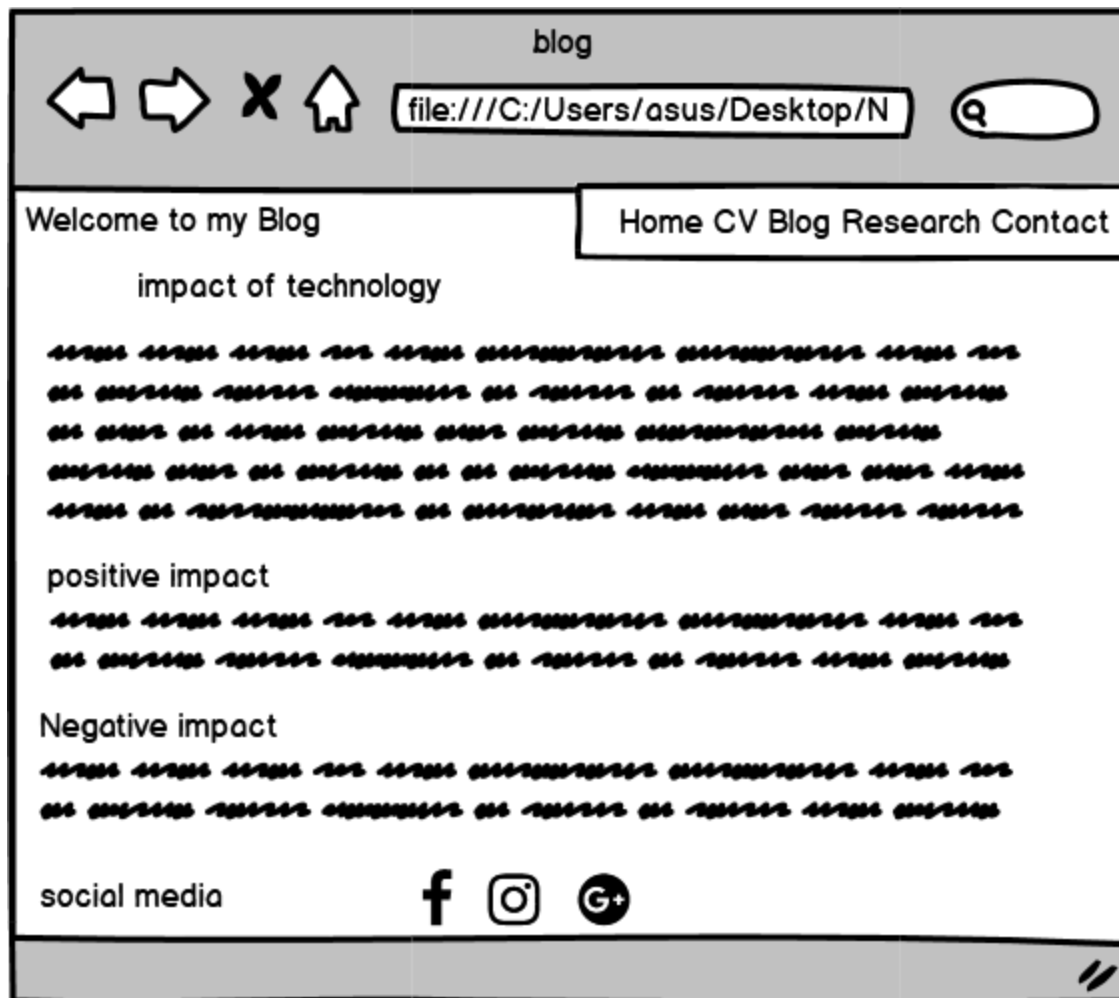 blog
file:///C:/Users/asus/Desktop/N
Welcome to my Blog
Home CV Blog Research Contact
impact of technology
positive impact
Negative impact
social media
f
G+